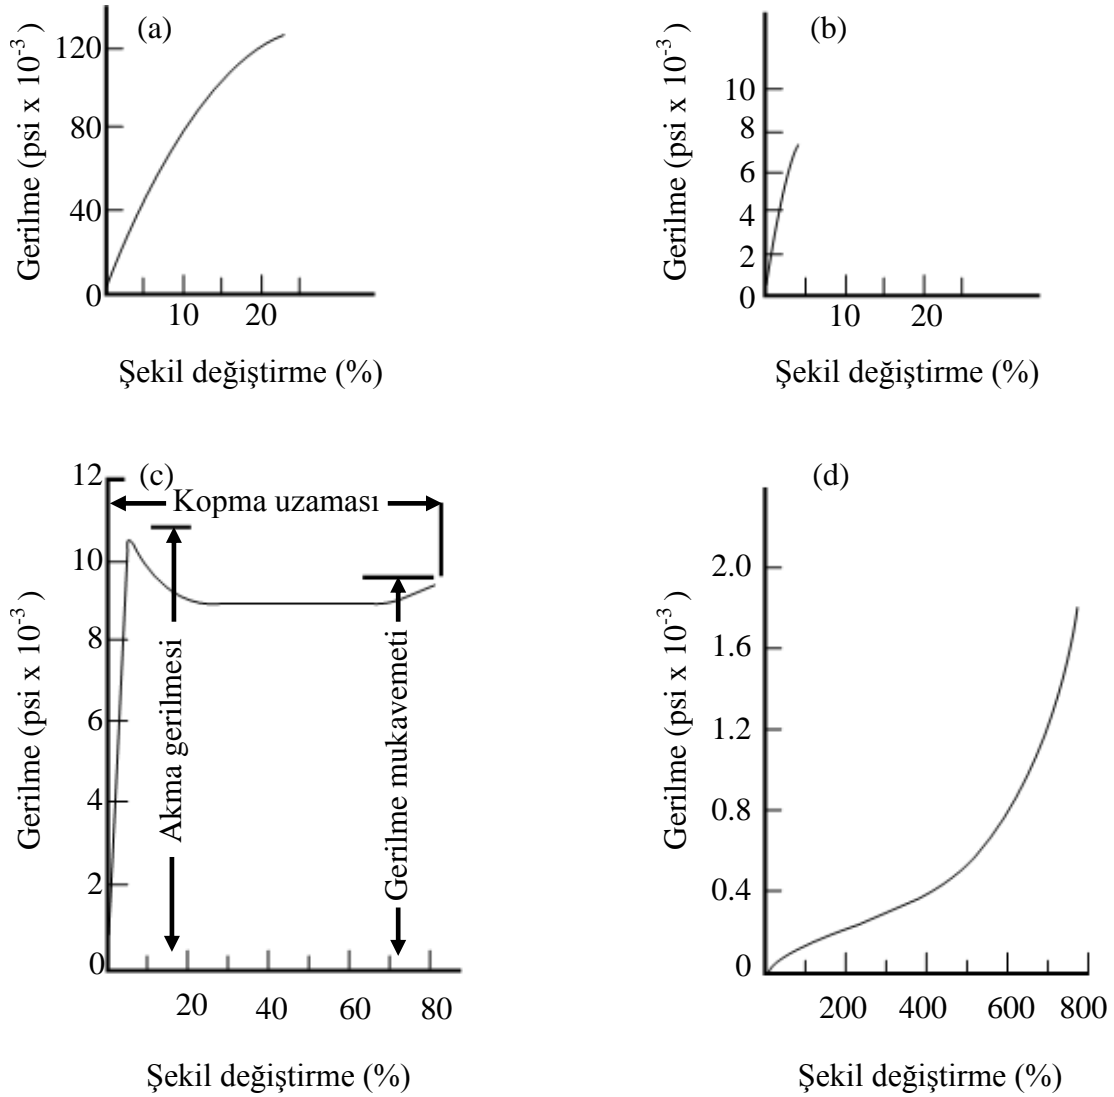 (a)
Gerilme (psi x 10⁻³ )
120
80
40
0
10 20
Şekil değiştirme (%)
(b)
Gerilme (psi x 10⁻³ )
10
8
6
4
2
0
10 20
Şekil değiştirme (%)
(c)
Kopma uzaması
Gerilme (psi x 10⁻³ )
12
10
8
6
4
2
0
Akma gerilmesi
Gerilme mukavemeti
20 40 60 80
Şekil değiştirme (%)
(d)
Gerilme (psi x 10⁻³ )
2.0
1.6
1.2
0.8
0.4
0
200 400 600 800
Şekil değiştirme (%)